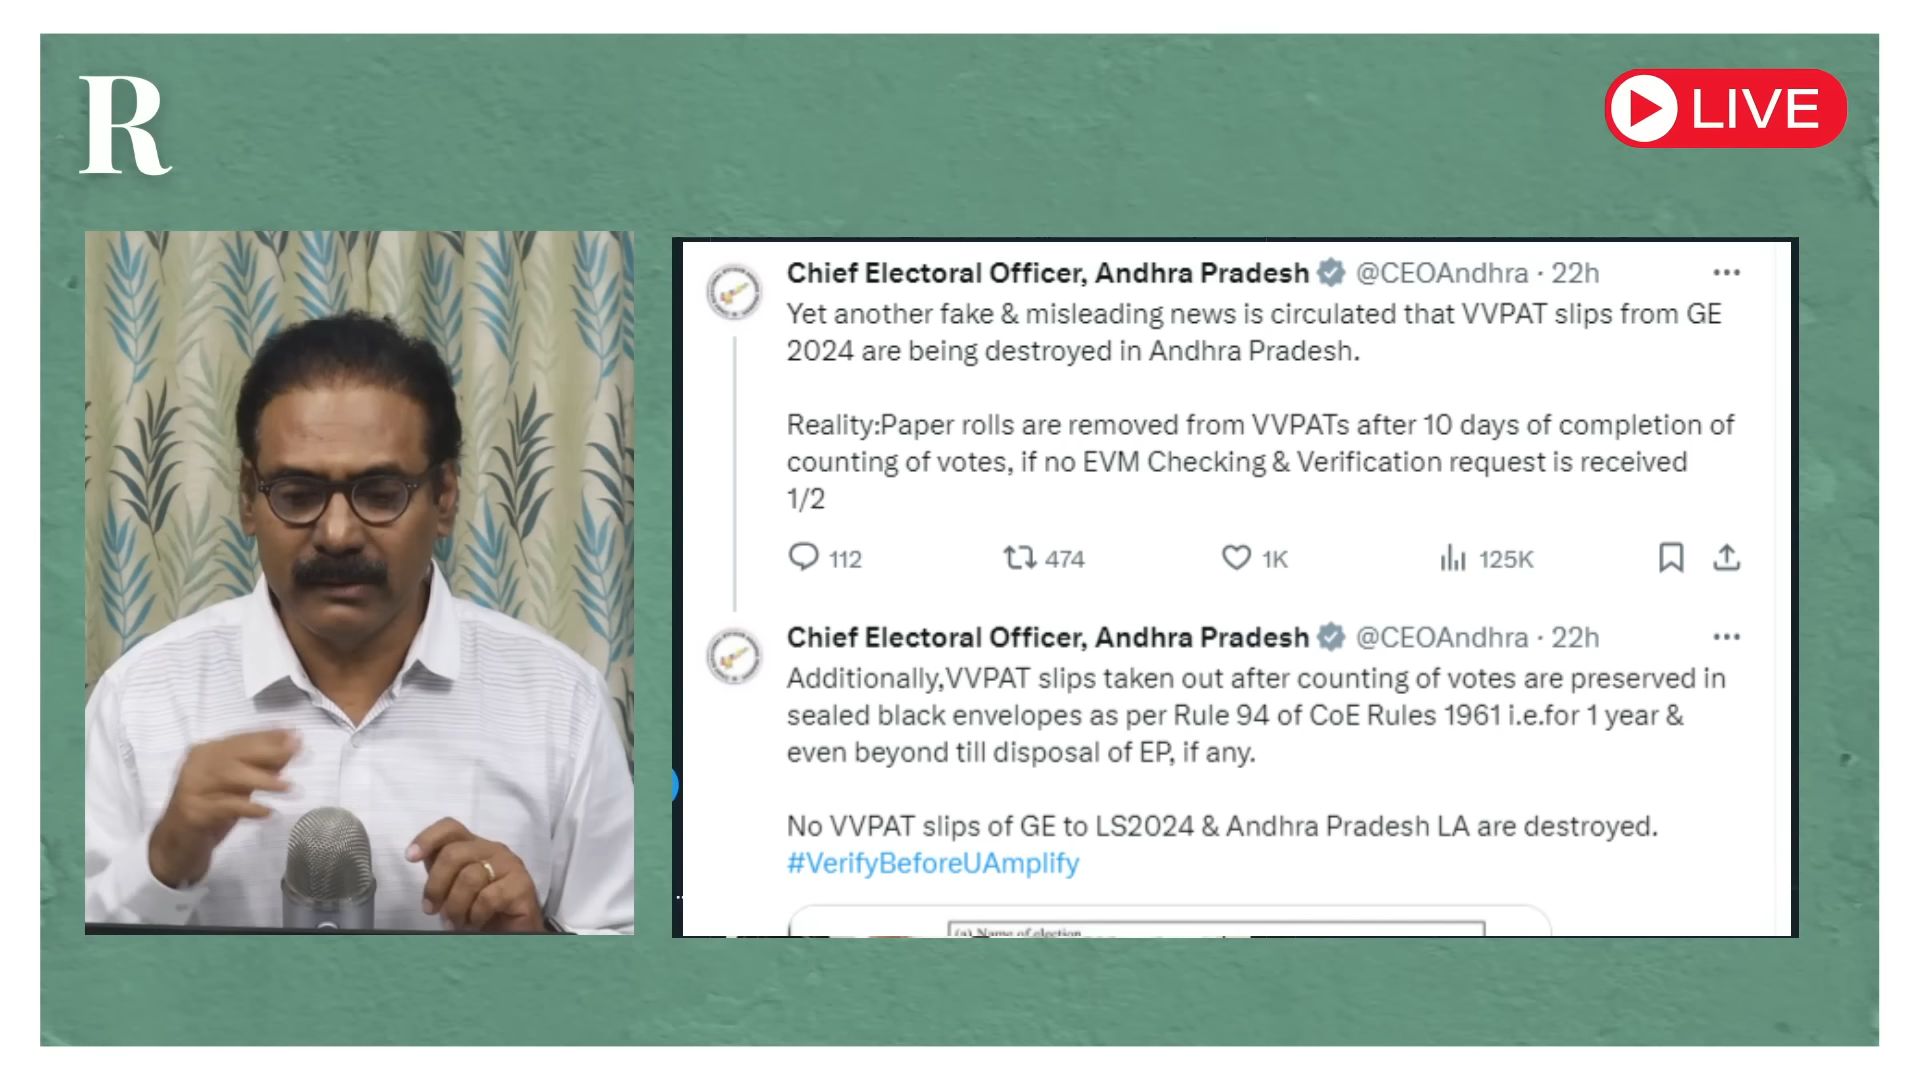 R
LIVE
Chief Electoral Officer, Andhra Pradesh @CEOAndhra · 22h
Yet another fake & misleading news is circulated that VVPAT slips from GE
2024 are being destroyed in Andhra Pradesh.
Reality:Paper rolls are removed from VVPATs after 10 days of completion of
counting of votes, if no EVM Checking & Verification request is received
1/2
112 474 1K 125K
Chief Electoral Officer, Andhra Pradesh @CEOAndhra · 22h
Additionally,VVPAT slips taken out after counting of votes are preserved in
sealed black envelopes as per Rule 94 of CoE Rules 1961 i.e.for 1 year &
even beyond till disposal of EP, if any.
No VVPAT slips of GE to LS2024 & Andhra Pradesh LA are destroyed.
#VerifyBeforeUAmplify
(a) Name of election